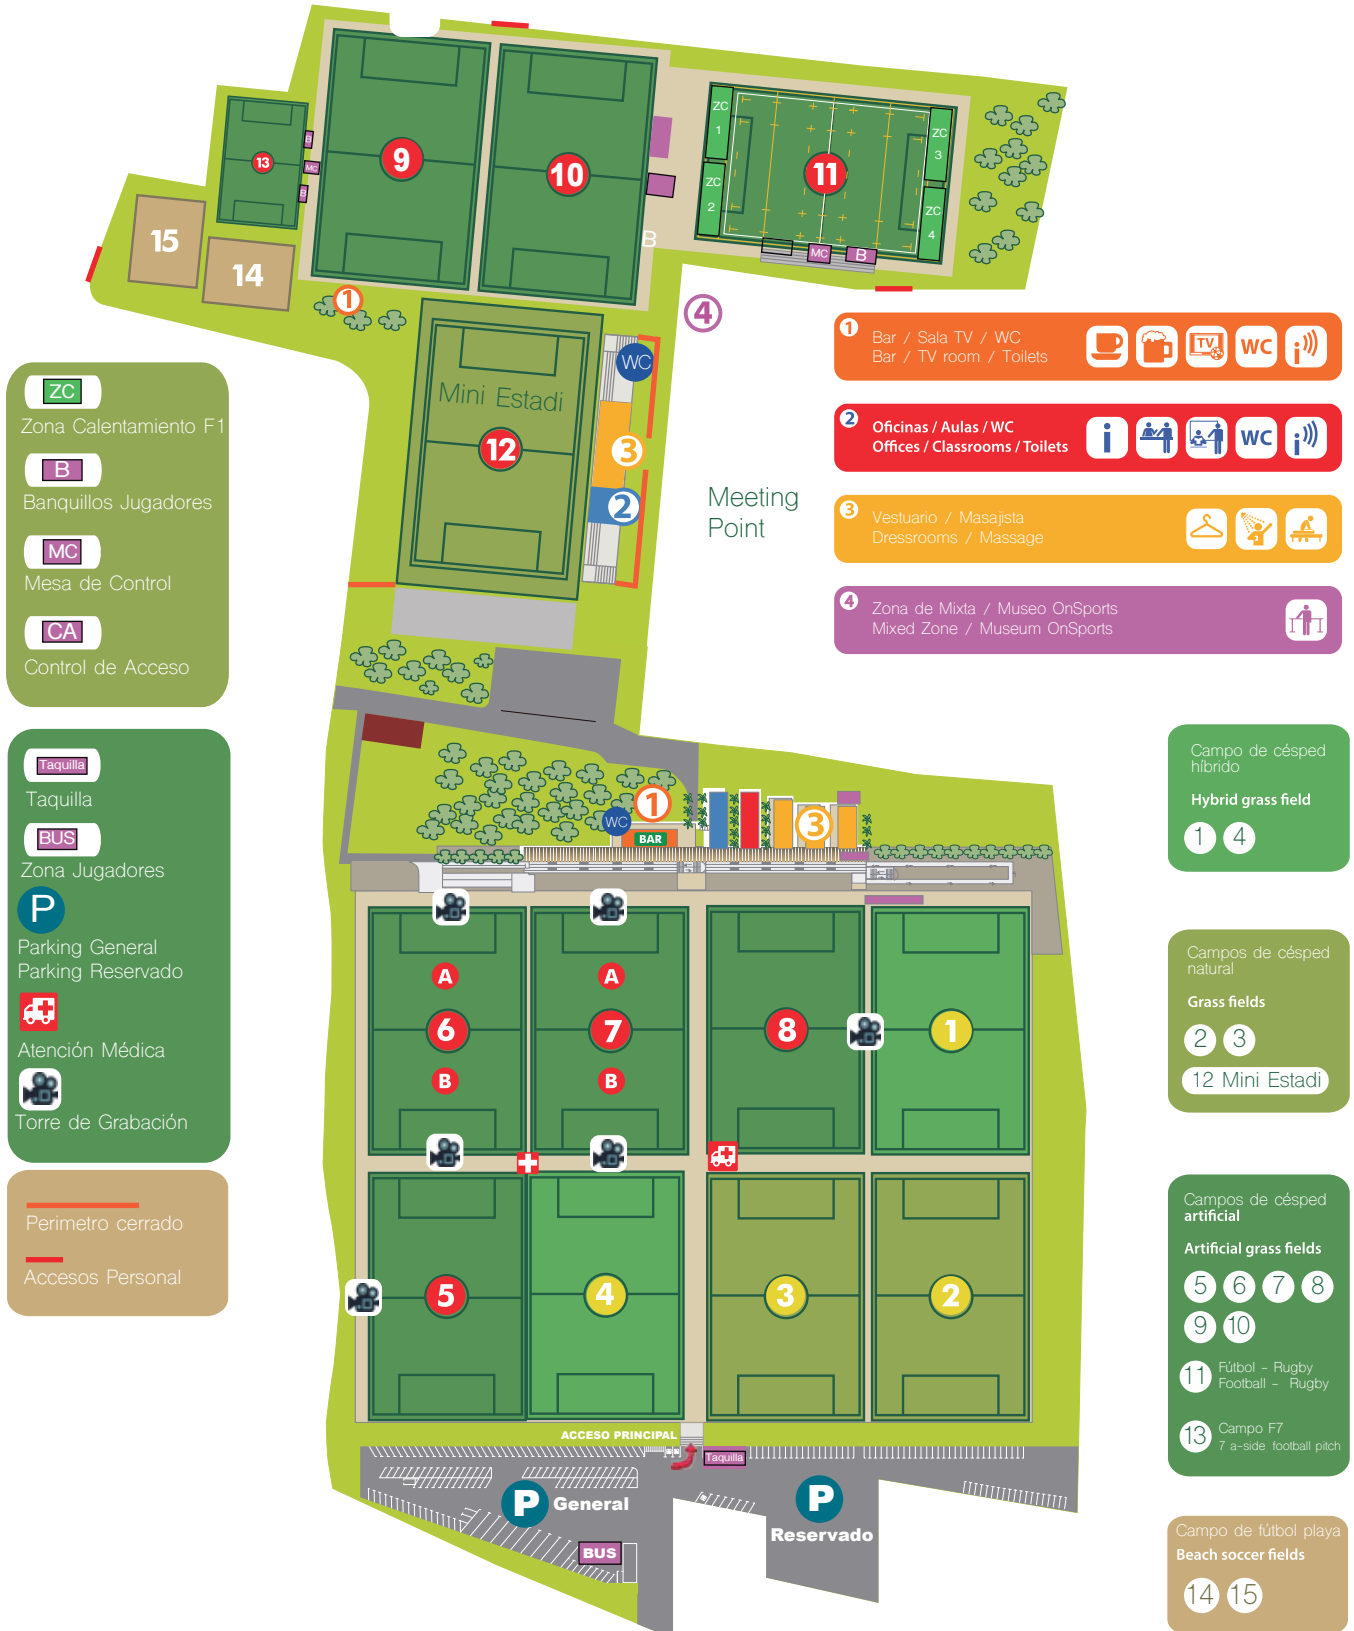 9
10
11
13
15
14
12
ZC
1
ZC
2
ZC
3
ZC
4
B
MC
B
B
MC
B
1
4
Mini Estadi
WC
3
2
Meeting
Point
1
Bar / Sala TV / WC
Bar / TV room / Toilets
TV
WC
i
2
Oficinas / Aulas / WC
Offices / Classrooms / Toilets
i
WC
i
3
Vestuario / Masajista
Dressrooms / Massage
4
Zona de Mixta / Museo OnSports
Mixed Zone / Museum OnSports
ZC
Zona Calentamiento F1
B
Banquillos Jugadores
MC
Mesa de Control
CA
Control de Acceso
Taquilla
Taquilla
BUS
Zona Jugadores
P
Parking General
Parking Reservado
Atención Médica
Torre de Grabación
Perimetro cerrado
Accesos Personal
1
WC
BAR
3
A
6
B
A
7
B
8
1
5
4
3
2
ACCESO PRINCIPAL
Taquilla
P General
P
Reservado
BUS
Campo de césped
híbrido
Hybrid grass field
1 4
Campos de césped
natural
Grass fields
2 3
12 Mini Estadi
Campos de césped
artificial
Artificial grass fields
5 6 7 8
9 10
11 Fútbol - Rugby
Football - Rugby
13 Campo F7
7 a-side football pitch
Campo de fútbol playa
Beach soccer fields
14 15